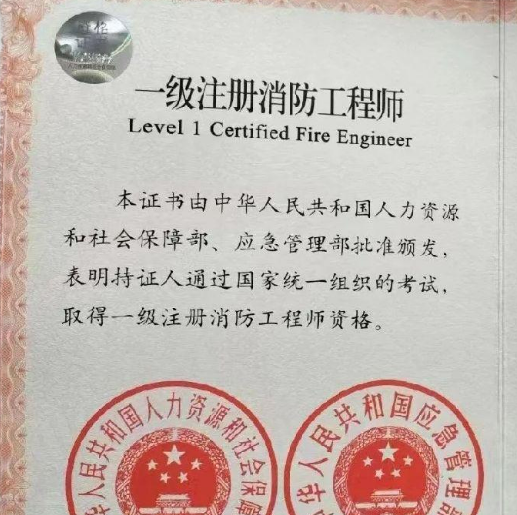 一级注册消防工程师
Level 1 Certified Fire Engineer
本证书由中华人民共和国人力资源
和社会保障部、应急管理部批准颁发,
表明持证人通过国家统一组织的考试,
取得一级注册消防工程师资格。
华人民共和国人力资源和社会保障
中华人民共和国应急管理部